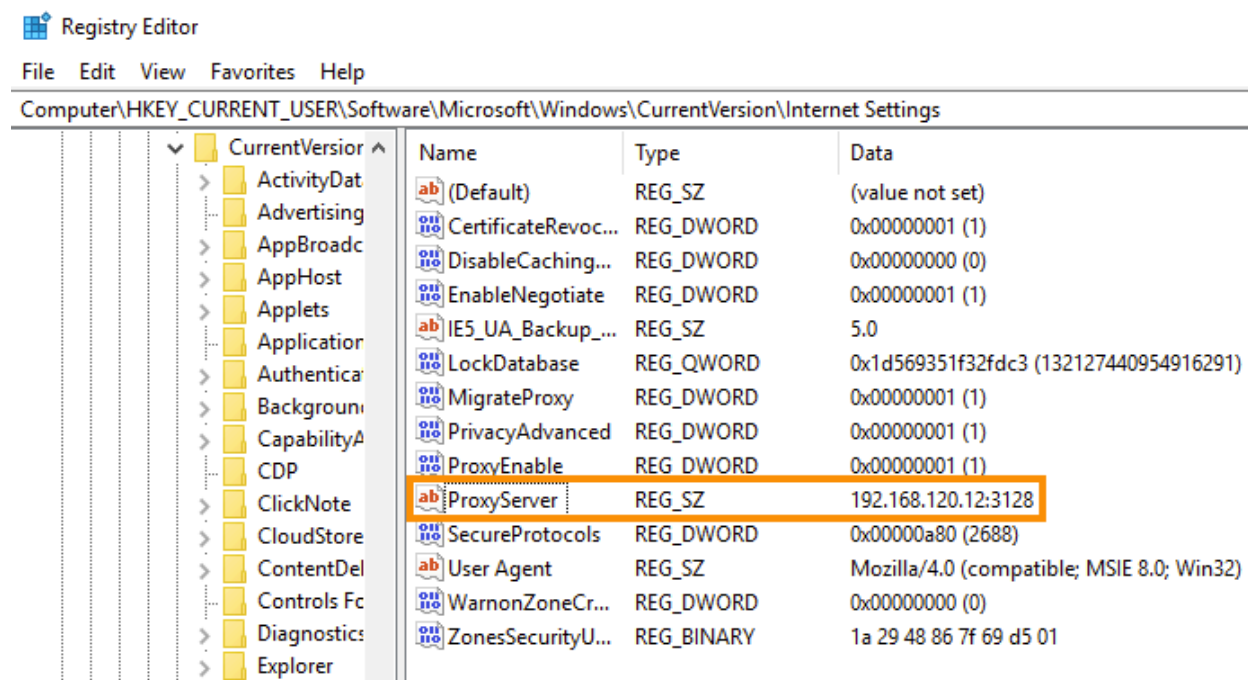 Registry Editor
File Edit View Favorites Help
Computer\HKEY_CURRENT_USER\Software\Microsoft\Windows\CurrentVersion\Internet Settings
CurrentVersion
ActivityDat
Advertising
AppBroadc
AppHost
Applets
Application
Authentica
Backgroun
CapabilityA
CDP
ClickNote
CloudStore
ContentDel
Controls Fc
Diagnostics
Explorer
Name Type Data
(Default) REG_SZ (value not set)
CertificateRevoc... REG_DWORD 0x00000001 (1)
DisableCaching... REG_DWORD 0x00000000 (0)
EnableNegotiate REG_DWORD 0x00000001 (1)
IE5_UA_Backup_... REG_SZ 5.0
LockDatabase REG_QWORD 0x1d569351f32fdc3 (132127440954916291)
MigrateProxy REG_DWORD 0x00000001 (1)
PrivacyAdvanced REG_DWORD 0x00000001 (1)
ProxyEnable REG_DWORD 0x00000001 (1)
ProxyServer REG_SZ 192.168.120.12:3128
SecureProtocols REG_DWORD 0x00000a80 (2688)
User Agent REG_SZ Mozilla/4.0 (compatible; MSIE 8.0; Win32)
WarnonZoneCr... REG_DWORD 0x00000000 (0)
ZonesSecurityU... REG_BINARY 1a 29 48 86 7f 69 d5 01